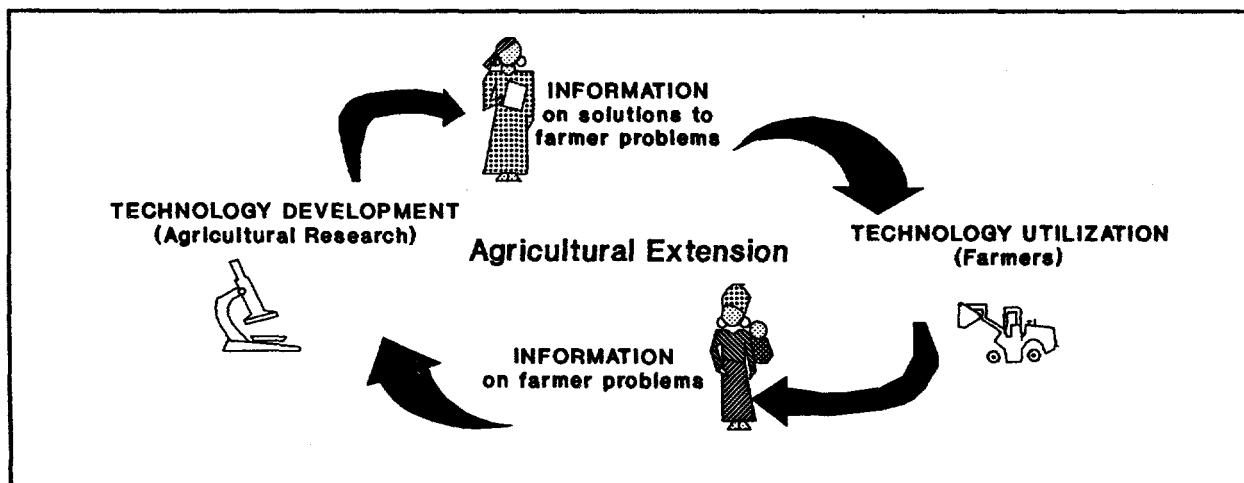 INFORMATION
on solutions to
farmer problems
TECHNOLOGY DEVELOPMENT
(Agricultural Research)
Agricultural Extension
TECHNOLOGY UTILIZATION
(Farmers)
INFORMATION
on farmer problems